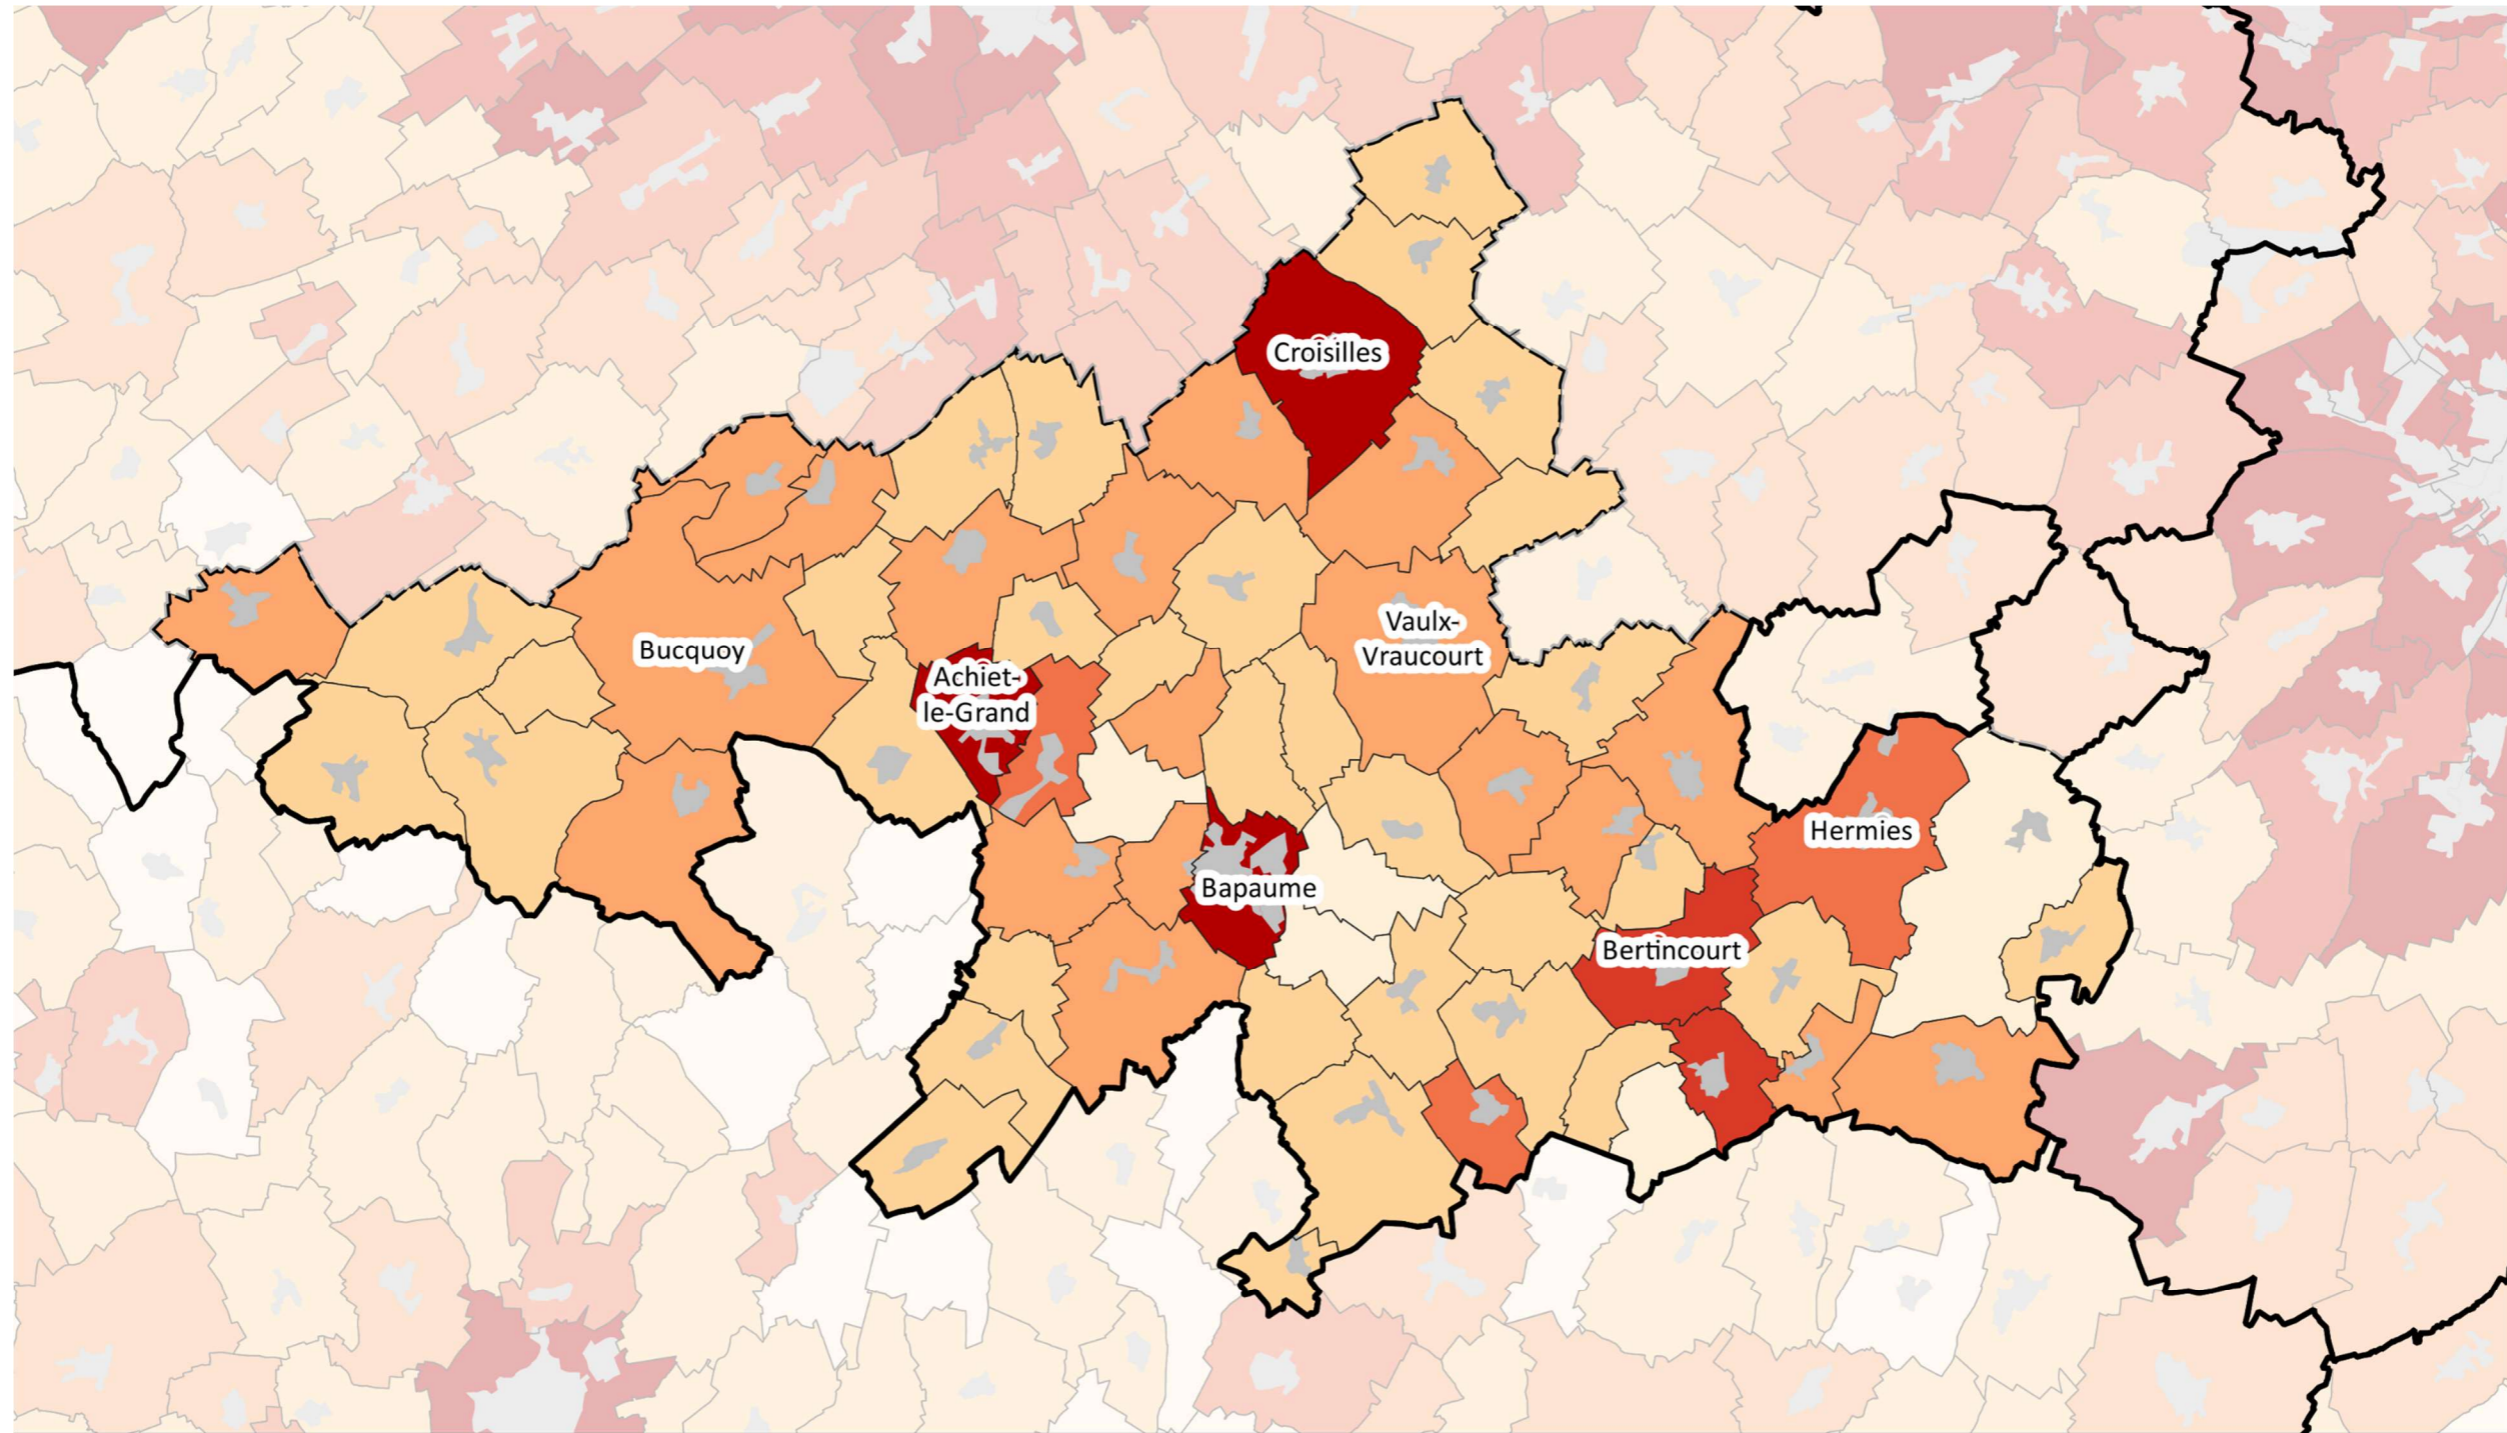 Croisilles
Vaulx-
Vraucourt
Bucquoy
Achiet-
le-Grand
Hermies
Bapaume
Bertincourt